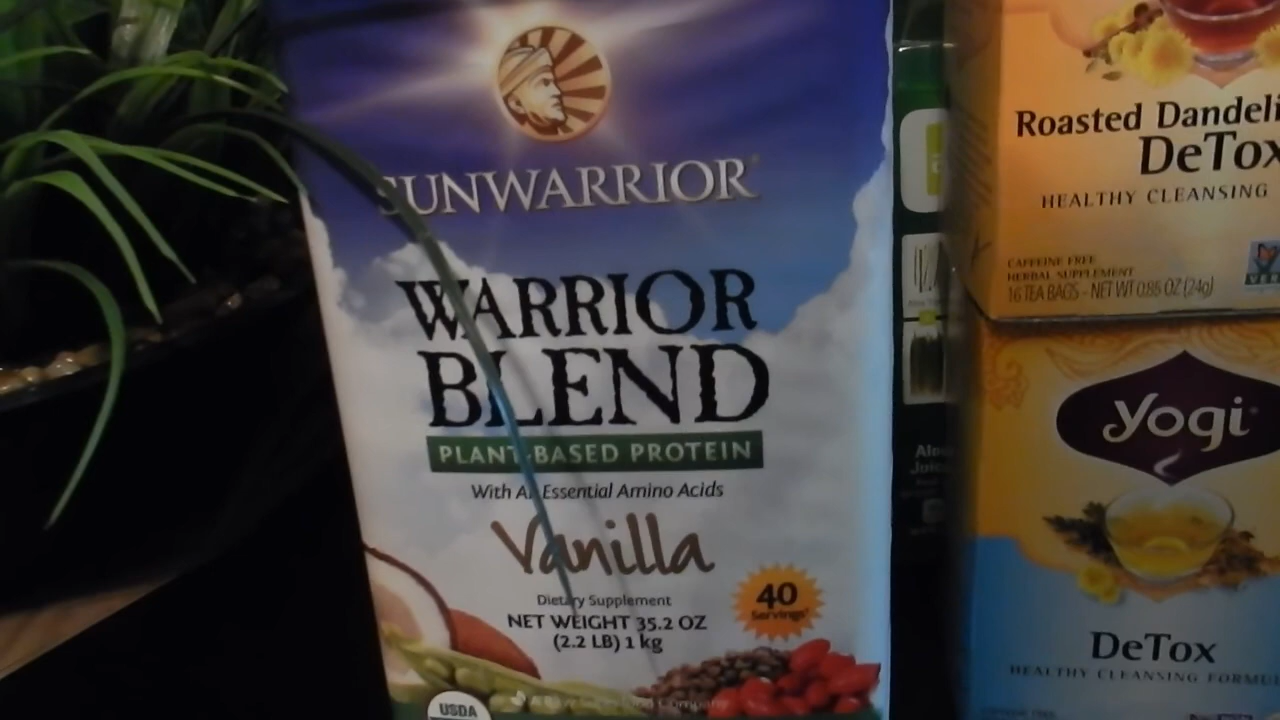 SUNWARRIOR
WARRIOR
BLEND
PLANT-BASED PROTEIN
With All Essential Amino Acids
Vanilla
Dietary Supplement
NET WEIGHT 35.2 OZ
(2.2 LB) 1 kg
40
Servings
USDA
Aloe
Juice
Roasted Dandeli
DeTox
HEALTHY CLEANSING
CAFFEINE FREE
HERBAL SUPPLEMENT
16 TEA BAGS - NET WT 0.85 OZ (24g)
yogi
DeTox
HEALTHY CLEANSING FORMU